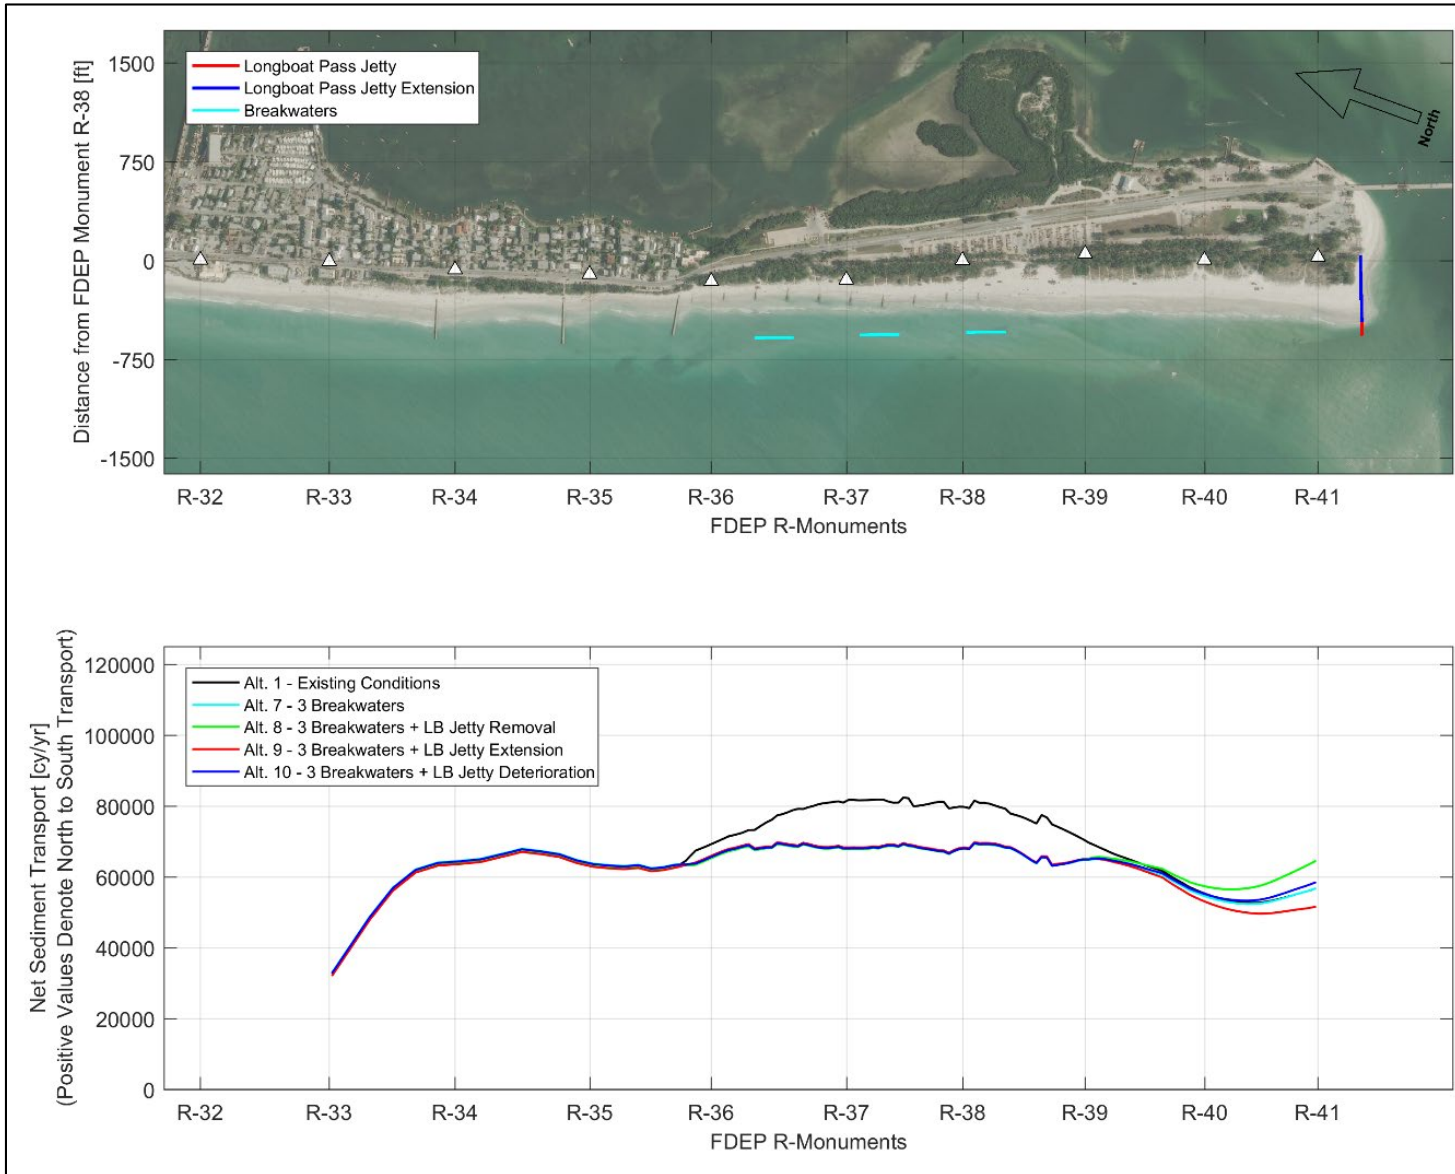 1500
750
0
-750
-1500
Distance from FDEP Monument R-38 [ft]
Longboat Pass Jetty
Longboat Pass Jetty Extension
Breakwaters
North
R-32 R-33 R-34 R-35 R-36 R-37 R-38 R-39 R-40 R-41
FDEP R-Monuments
Net Sediment Transport [cy/yr]
(Positive Values Denote North to South Transport)
120000
100000
80000
60000
40000
20000
0
Alt. 1 - Existing Conditions
Alt. 7 - 3 Breakwaters
Alt. 8 - 3 Breakwaters + LB Jetty Removal
Alt. 9 - 3 Breakwaters + LB Jetty Extension
Alt. 10 - 3 Breakwaters + LB Jetty Deterioration
R-32 R-33 R-34 R-35 R-36 R-37 R-38 R-39 R-40 R-41
FDEP R-Monuments